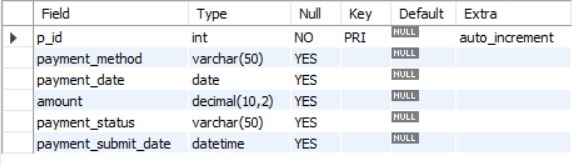 Field Type Null Key Default Extra
p_id int NO PRI NULL auto_increment
payment_method varchar(50) YES NULL
payment_date date YES NULL
amount decimal(10,2) YES NULL
payment_status varchar(50) YES NULL
payment_submit_date datetime YES NULL